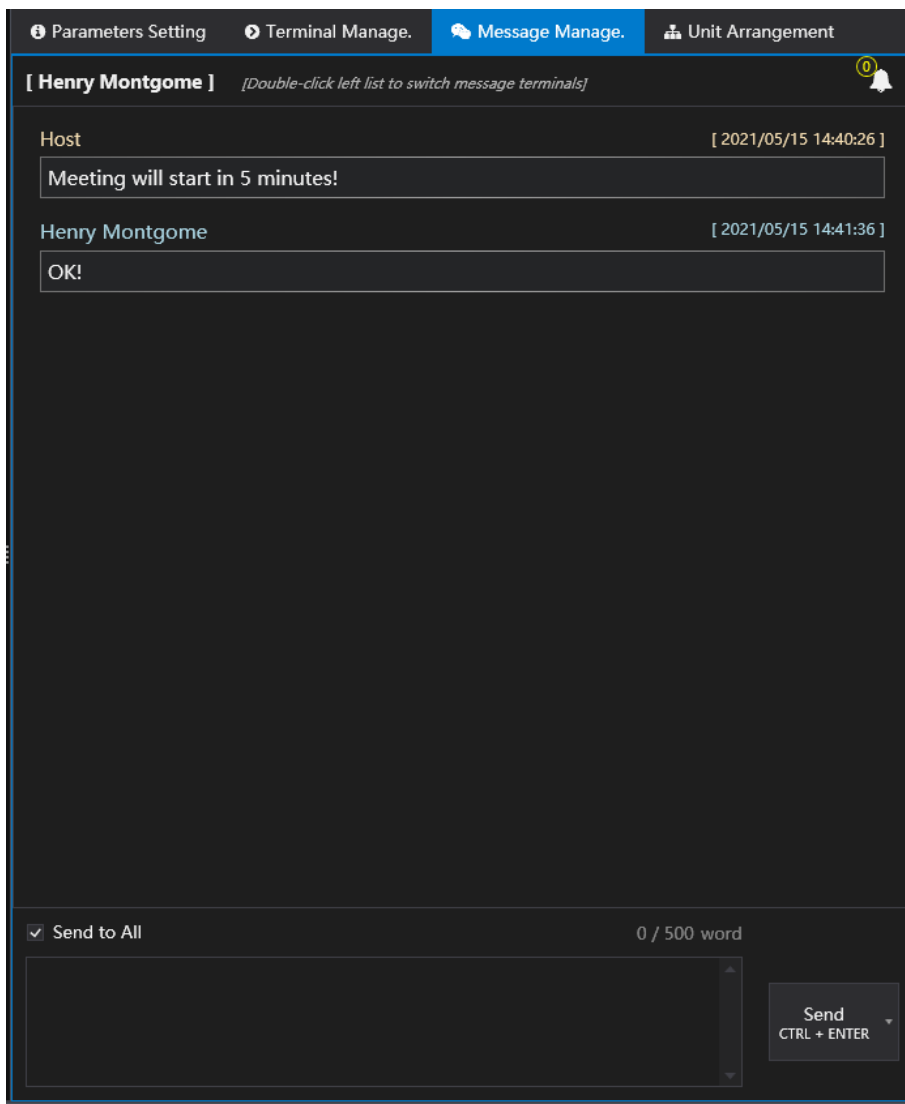 Parameters Setting Terminal Manage. Message Manage. Unit Arrangement
[ Henry Montgome ] [Double-click left list to switch message terminals] 0
Host [ 2021/05/15 14:40:26 ]
Meeting will start in 5 minutes!
Henry Montgome [ 2021/05/15 14:41:36 ]
OK!
Send to All 0 / 500 word
Send
CTRL + ENTER